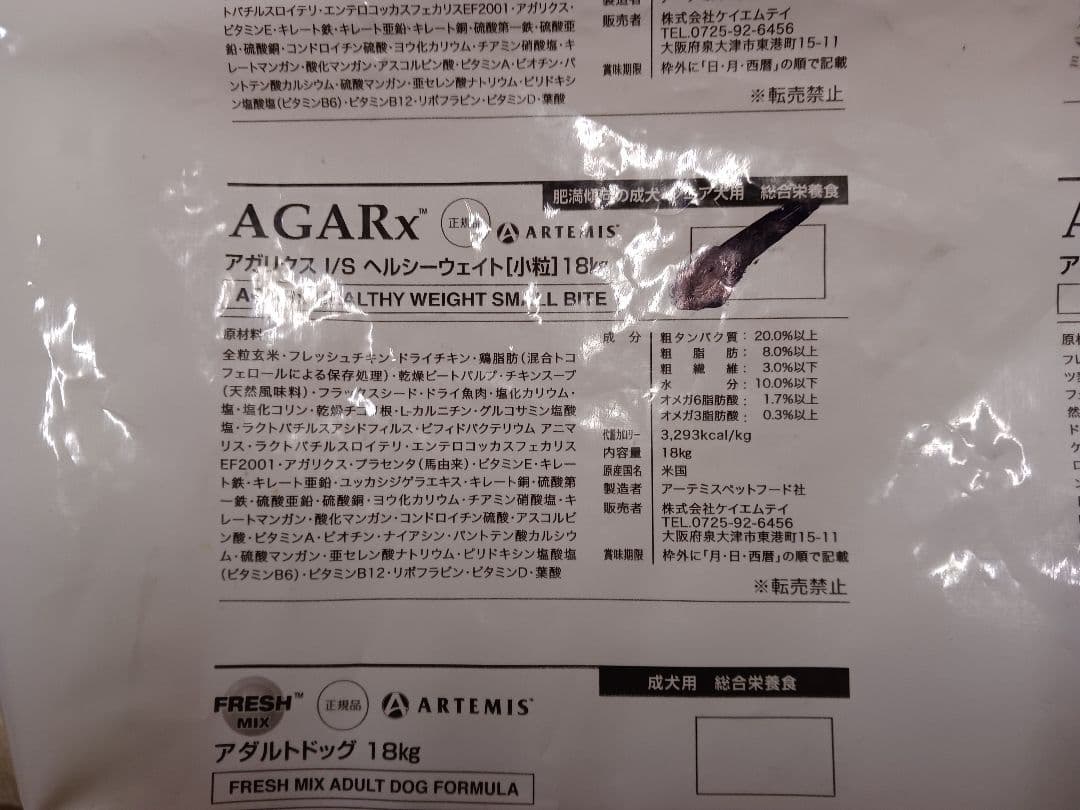 トバチルスロイテリ・エンテロコッカスフェカリスEF2001・アガリクス・
ビタミンE・キレート鉄・キレート亜鉛・キレート銅・硫酸第一鉄・硫酸亜
鉛・硫酸銅・コンドロイチン硫酸・ヨウ化カリウム・チアミン硝酸塩・キ
レートマンガン・酸化マンガン・アスコルビン酸・ビタミンA・ビオチン・パ
ントテン酸カルシウム・硫酸マンガン・亜セレン酸ナトリウム・ピリドキシ
ン塩酸塩(ビタミンB6)・ビタミンB12・リボフラビン・ビタミンD・葉酸
製造者
販売者 株式会社ケイエムテイ
TEL.0725-92-6456
大阪府泉大津市東港町15-11
賞味期限 枠外に「日・月・西暦」の順で記載
※転売禁止
肥満傾向の成犬 ア犬用 総合栄養食
AGARx™ 正規品 ARTEMIS
アガリクス I/S ヘルシーウェイト[小粒]18kg
HEALTHY WEIGHT SMALL BITE
原材料
全粒玄米・フレッシュチキン・ドライチキン・鶏脂肪(混合トコ
フェロールによる保存処理)・乾燥ビートパルプ・チキンスープ
(天然風味料)・フラックスシード・ドライ魚肉・塩化カリウム・
塩・塩化コリン・乾燥チコリ根・L-カルニチン・グルコサミン塩酸
塩・ラクトバチルスアシドフィルス・ビフィドバクテリウム アニマ
リス・ラクトバチルスロイテリ・エンテロコッカスフェカリス
EF2001・アガリクス・プラセンタ(馬由来)・ビタミンE・キレー
ト鉄・キレート亜鉛・ユッカシジゲラエキス・キレート銅・硫酸第
一鉄・硫酸亜鉛・硫酸銅・ヨウ化カリウム・チアミン硝酸塩・キ
レートマンガン・酸化マンガン・コンドロイチン硫酸・アスコルビ
ン酸・ビタミンA・ビオチン・ナイアシン・パントテン酸カルシウ
ム・硫酸マンガン・亜セレン酸ナトリウム・ピリドキシン塩酸塩
(ビタミンB6)・ビタミンB12・リボフラビン・ビタミンD・葉酸
成分 粗タンパク質:20.0%以上
粗脂肪:8.0%以上
粗繊維:3.0%以下
水分:10.0%以下
オメガ6脂肪酸:1.7%以上
オメガ3脂肪酸:0.3%以上
代謝カロリー 3,293kcal/kg
内容量 18kg
原産国名 米国
製造者 アーテミスペットフード社
販売者 株式会社ケイエムテイ
TEL.0725-92-6456
大阪府泉大津市東港町15-11
賞味期限 枠外に「月・日・西暦」の順で記載
※転売禁止
成犬用 総合栄養食
FRESH™ MIX 正規品 ARTEMIS
アダルトドッグ 18kg
FRESH MIX ADULT DOG FORMULA